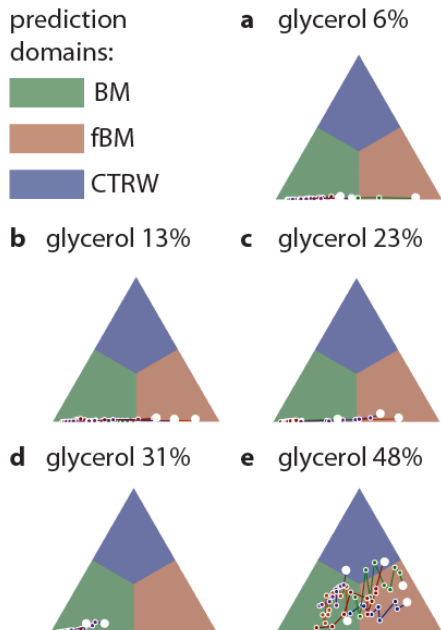 prediction
domains:
BM
fBM
CTRW
a glycerol 6%
b glycerol 13%
c glycerol 23%
d glycerol 31%
e glycerol 48%